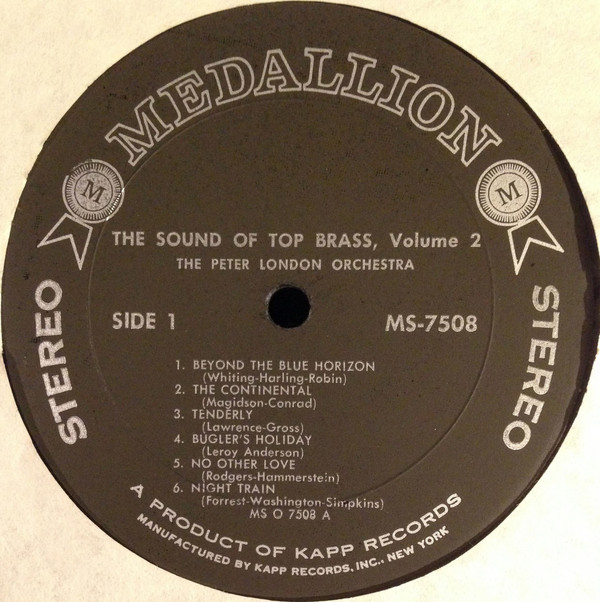 MEDALLION
M
M
THE SOUND OF TOP BRASS, Volume 2
THE PETER LONDON ORCHESTRA
SIDE 1
MS-7508
STEREO
STEREO
1. BEYOND THE BLUE HORIZON
(Whiting-Harling-Robin)
2. THE CONTINENTAL
(Magidson-Conrad)
3. TENDERLY
(Lawrence-Gross)
4. BUGLER'S HOLIDAY
(Leroy Anderson)
5. NO OTHER LOVE
(Rodgers-Hammerstein)
6. NIGHT TRAIN
(Forrest-Washington-Simpkins)
MS O 7508 A
A PRODUCT OF KAPP RECORDS
MANUFACTURED BY KAPP RECORDS, INC., NEW YORK